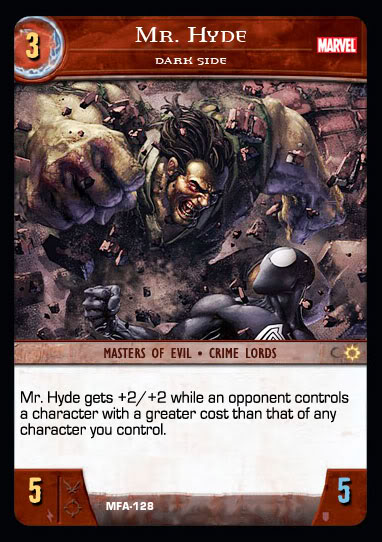 3
Mr. Hyde
DARK SIDE
MARVEL
MASTERS OF EVIL • CRIME LORDS
C
Mr. Hyde gets +2/+2 while an opponent controls
a character with a greater cost than that of any
character you control.
5
MFA-128
5